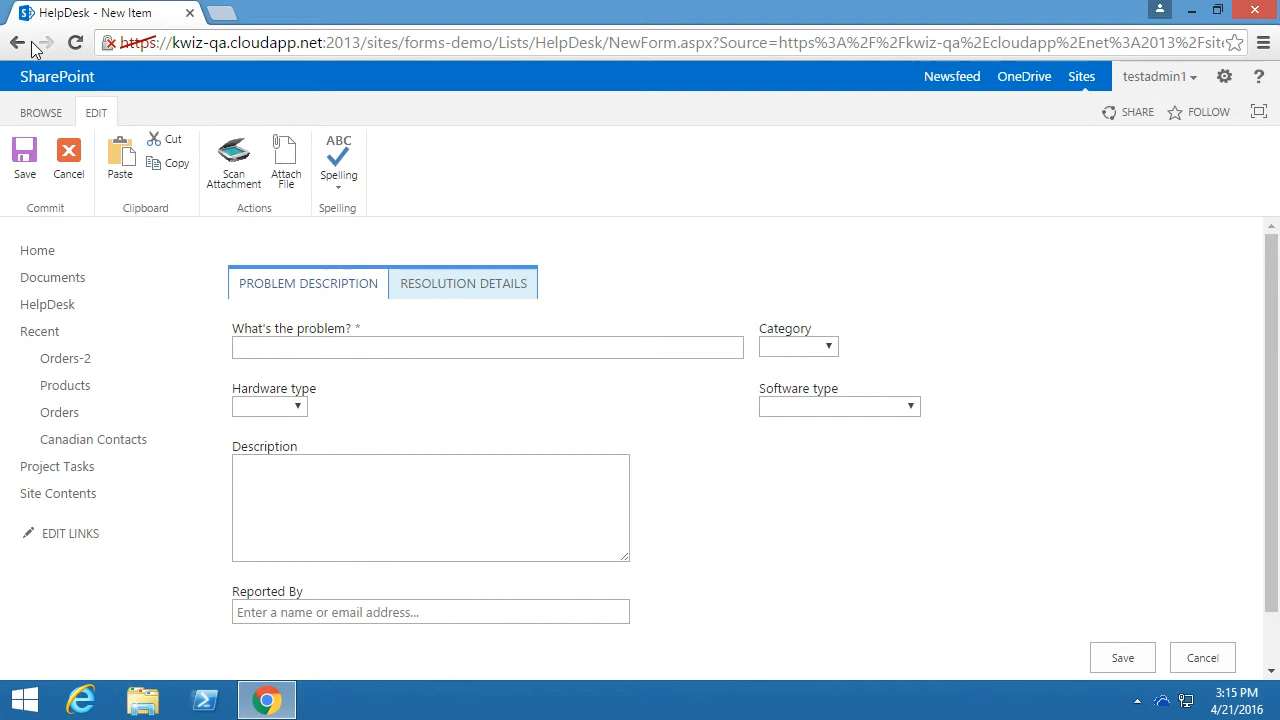 HelpDesk - New Item
https://kwiz-qa.cloudapp.net:2013/sites/forms-demo/Lists/HelpDesk/NewForm.aspx?Source=https%3A%2F%2Fkwiz-qa%2Ecloudapp%2Enet%3A2013%2Fsite
SharePoint
Newsfeed OneDrive Sites testadmin1 ?
BROWSE EDIT SHARE FOLLOW
Save Cancel Paste Cut Copy Scan Attachment Attach File ABC Spelling
Commit Clipboard Actions Spelling
Home
Documents
HelpDesk
Recent
Orders-2
Products
Orders
Canadian Contacts
Project Tasks
Site Contents
EDIT LINKS
PROBLEM DESCRIPTION RESOLUTION DETAILS
What's the problem? * Category
Hardware type Software type
Description
Reported By
Enter a name or email address...
Save Cancel
3:15 PM
4/21/2016